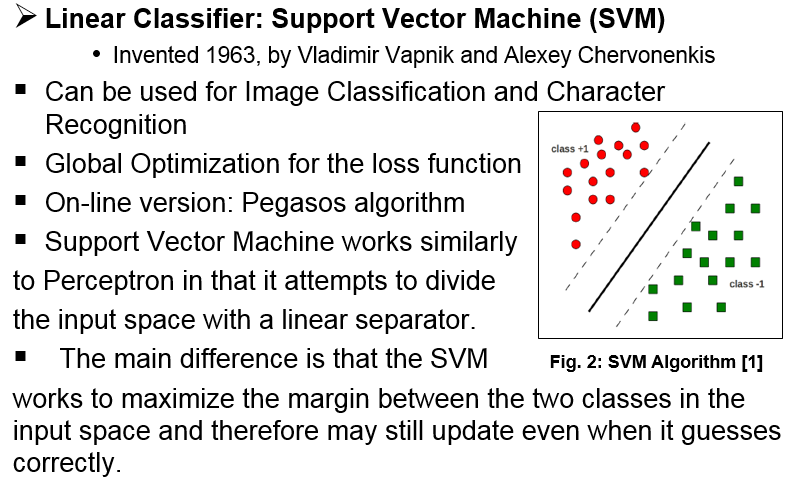 ➢ Linear Classifier: Support Vector Machine (SVM)
• Invented 1963, by Vladimir Vapnik and Alexey Chervonenkis
▪ Can be used for Image Classification and Character
Recognition
▪ Global Optimization for the loss function
▪ On-line version: Pegasos algorithm
▪ Support Vector Machine works similarly
to Perceptron in that it attempts to divide
the input space with a linear separator.
▪ The main difference is that the SVM
works to maximize the margin between the two classes in the
input space and therefore may still update even when it guesses
correctly.
class +1
class -1
Fig. 2: SVM Algorithm [1]